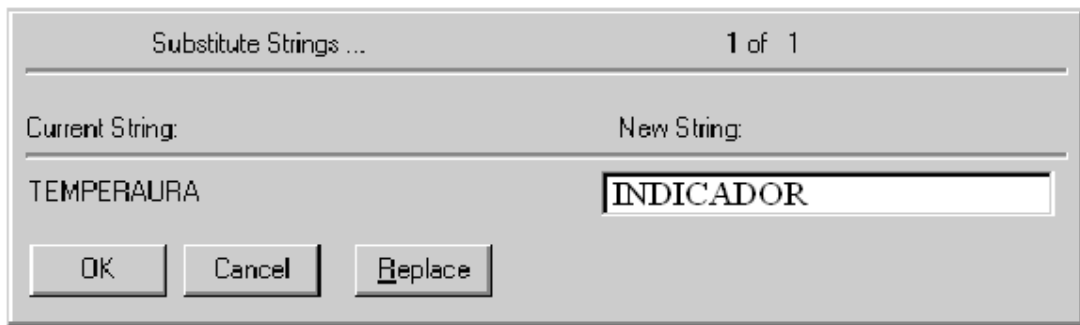 Substitute Strings ... 1 of 1
Current String: New String:
TEMPERAURA INDICADOR
OK Cancel Replace